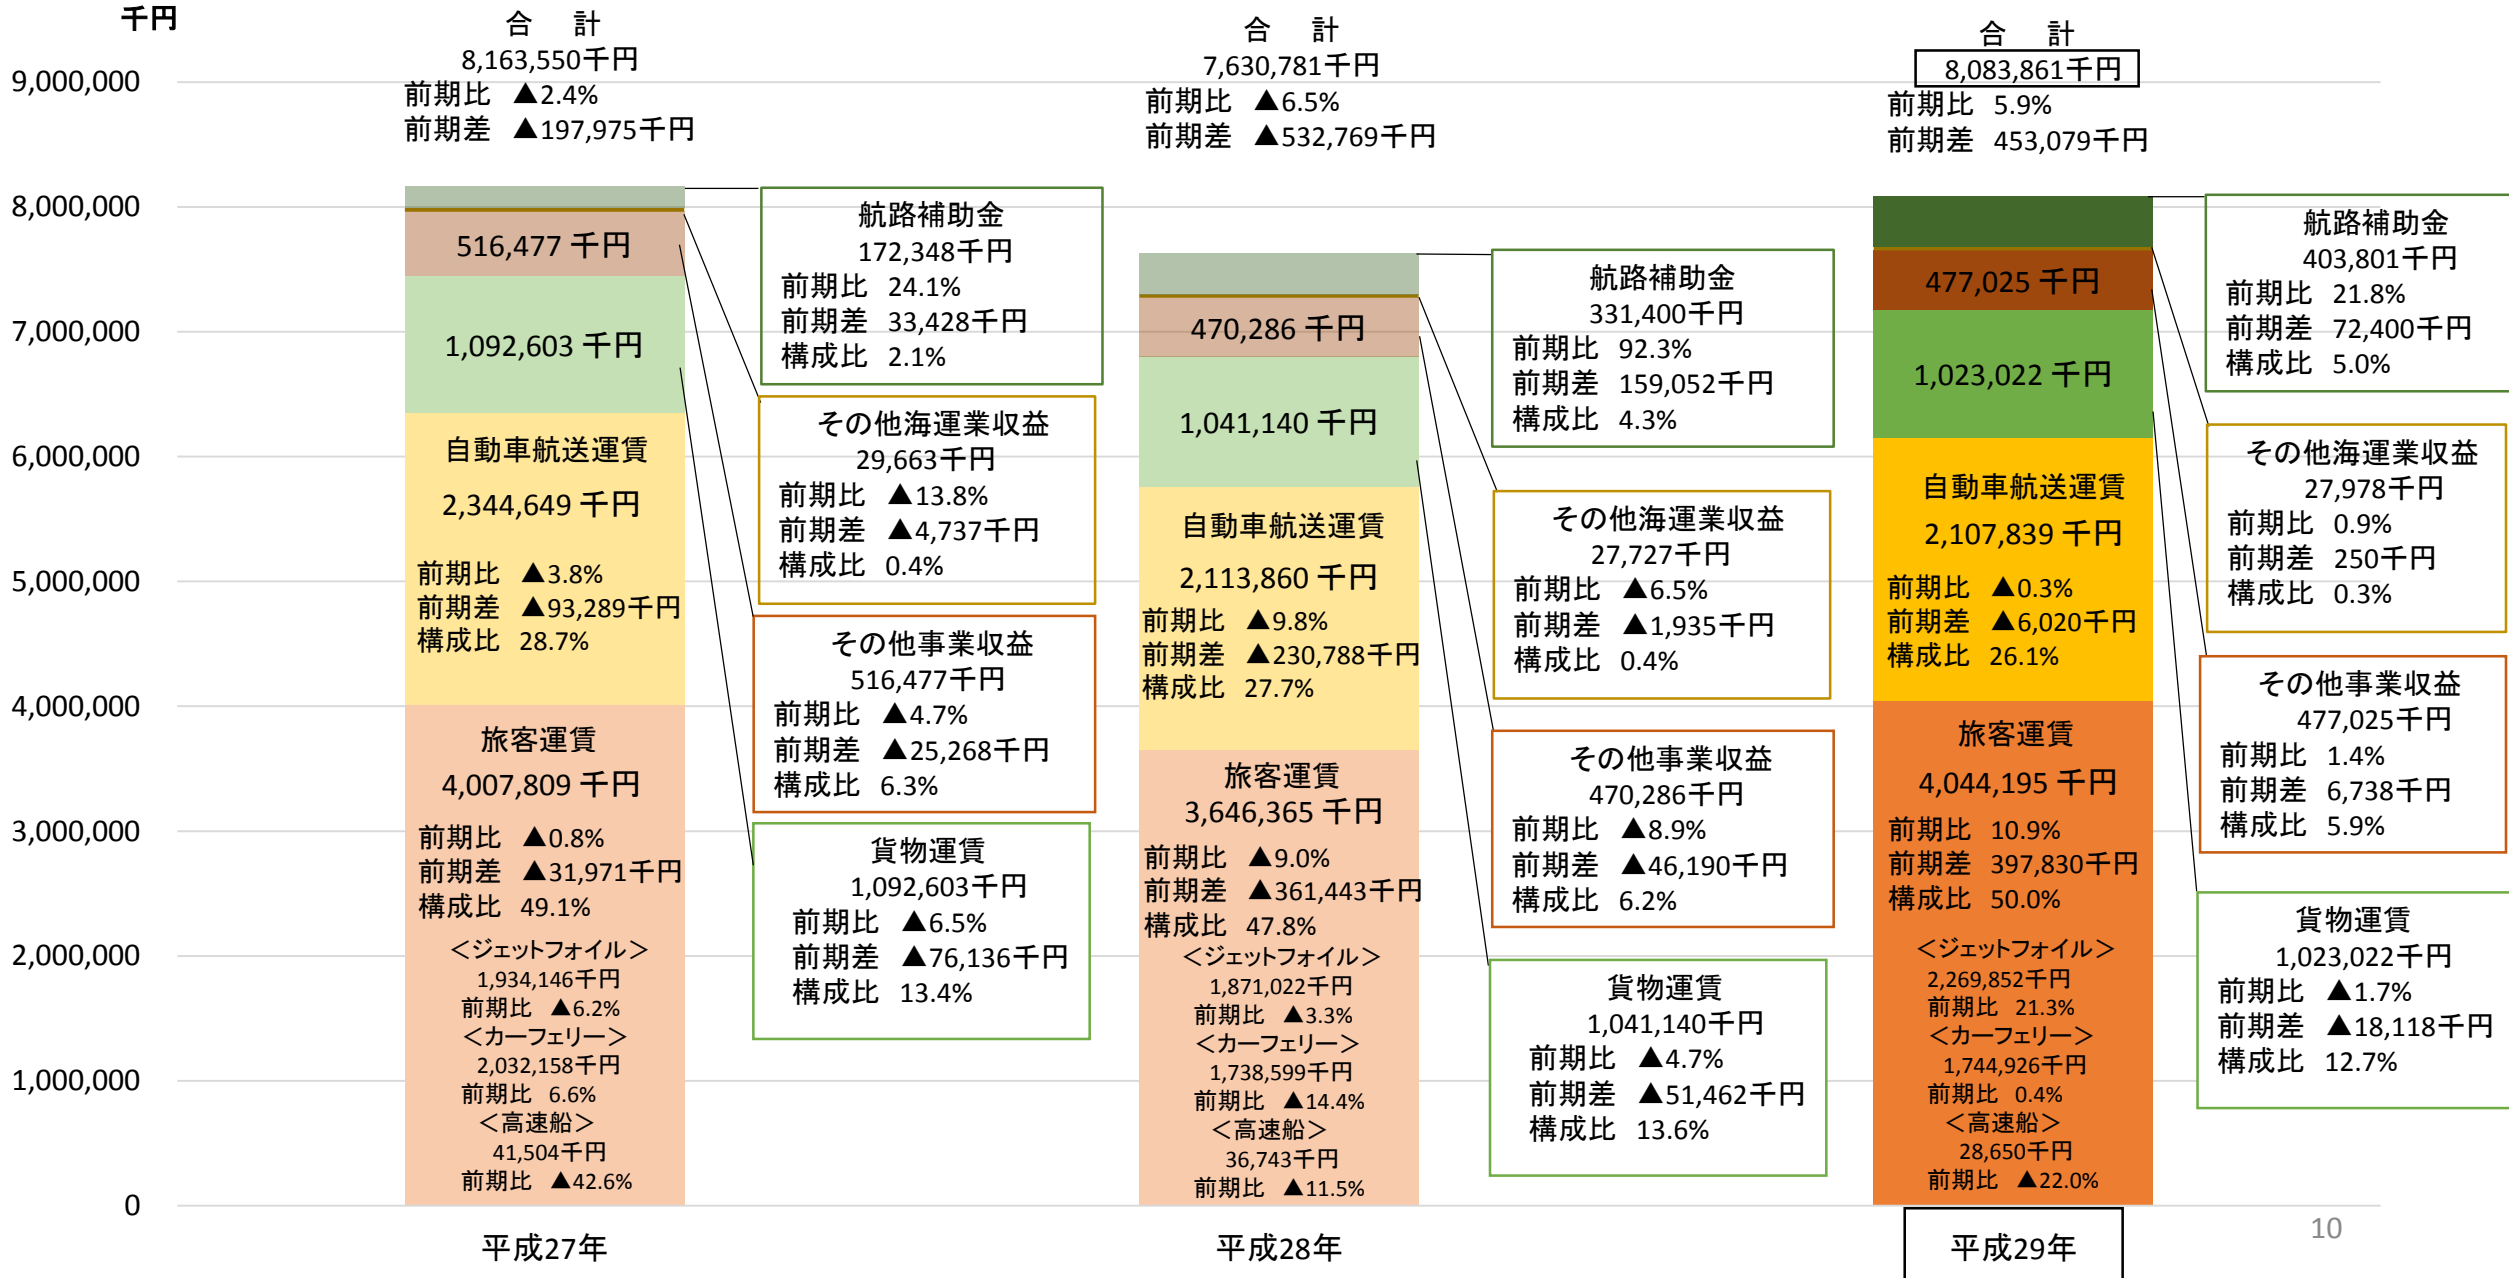 千円
9,000,000
8,000,000
7,000,000
6,000,000
5,000,000
4,000,000
3,000,000
2,000,000
1,000,000
0
合　計
8,163,550千円
前期比 ▲2.4%
前期差 ▲197,975千円
516,477 千円
1,092,603 千円
自動車航送運賃
2,344,649 千円
前期比 ▲3.8%
前期差 ▲93,289千円
構成比 28.7%
旅客運賃
4,007,809 千円
前期比 ▲0.8%
前期差 ▲31,971千円
構成比 49.1%
＜ジェットフォイル＞
1,934,146千円
前期比 ▲6.2%
＜カーフェリー＞
2,032,158千円
前期比 6.6%
＜高速船＞
41,504千円
前期比 ▲42.6%
平成27年
航路補助金
172,348千円
前期比 24.1%
前期差 33,428千円
構成比 2.1%
その他海運業収益
29,663千円
前期比 ▲13.8%
前期差 ▲4,737千円
構成比 0.4%
その他事業収益
516,477千円
前期比 ▲4.7%
前期差 ▲25,268千円
構成比 6.3%
貨物運賃
1,092,603千円
前期比 ▲6.5%
前期差 ▲76,136千円
構成比 13.4%
合　計
7,630,781千円
前期比 ▲6.5%
前期差 ▲532,769千円
470,286 千円
1,041,140 千円
自動車航送運賃
2,113,860 千円
前期比 ▲9.8%
前期差 ▲230,788千円
構成比 27.7%
旅客運賃
3,646,365 千円
前期比 ▲9.0%
前期差 ▲361,443千円
構成比 47.8%
＜ジェットフォイル＞
1,871,022千円
前期比 ▲3.3%
＜カーフェリー＞
1,738,599千円
前期比 ▲14.4%
＜高速船＞
36,743千円
前期比 ▲11.5%
平成28年
航路補助金
331,400千円
前期比 92.3%
前期差 159,052千円
構成比 4.3%
その他海運業収益
27,727千円
前期比 ▲6.5%
前期差 ▲1,935千円
構成比 0.4%
その他事業収益
470,286千円
前期比 ▲8.9%
前期差 ▲46,190千円
構成比 6.2%
貨物運賃
1,041,140千円
前期比 ▲4.7%
前期差 ▲51,462千円
構成比 13.6%
合　計
8,083,861千円
前期比 5.9%
前期差 453,079千円
477,025 千円
1,023,022 千円
自動車航送運賃
2,107,839 千円
前期比 ▲0.3%
前期差 ▲6,020千円
構成比 26.1%
旅客運賃
4,044,195 千円
前期比 10.9%
前期差 397,830千円
構成比 50.0%
＜ジェットフォイル＞
2,269,852千円
前期比 21.3%
＜カーフェリー＞
1,744,926千円
前期比 0.4%
＜高速船＞
28,650千円
前期比 ▲22.0%
平成29年
航路補助金
403,801千円
前期比 21.8%
前期差 72,400千円
構成比 5.0%
その他海運業収益
27,978千円
前期比 0.9%
前期差 250千円
構成比 0.3%
その他事業収益
477,025千円
前期比 1.4%
前期差 6,738千円
構成比 5.9%
貨物運賃
1,023,022千円
前期比 ▲1.7%
前期差 ▲18,118千円
構成比 12.7%
10